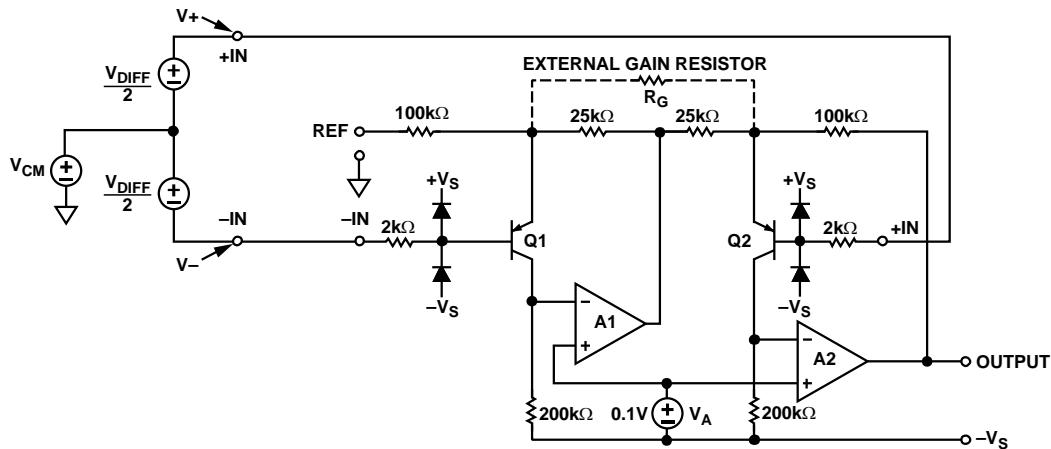 V+
+IN
V_DIFF
2
EXTERNAL GAIN RESISTOR
R_G
100kΩ
25kΩ
25kΩ
100kΩ
REF
V_CM
V_DIFF
2
+V_S
+V_S
–IN
–IN
2kΩ
Q1
Q2
2kΩ
+IN
V–
–V_S
–V_S
A1
A2
OUTPUT
200kΩ
0.1V
V_A
200kΩ
–V_S